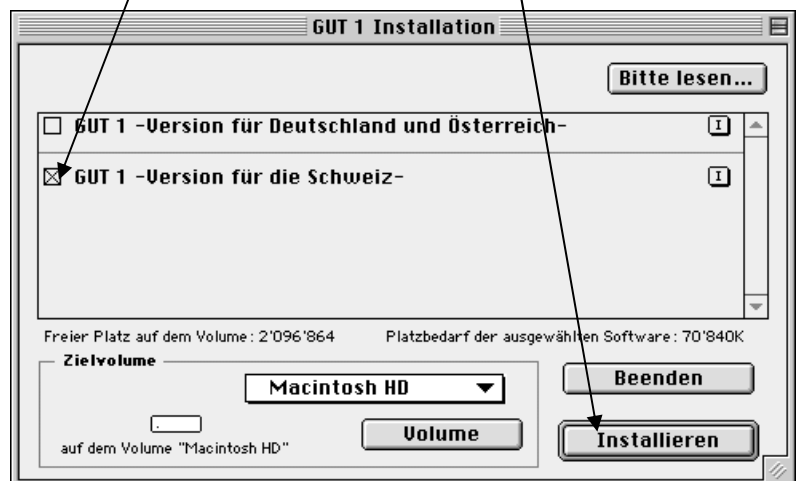 GUT 1 Installation
Bitte lesen...
GUT 1 -Version für Deutschland und Österreich-
I
GUT 1 -Version für die Schweiz-
I
Freier Platz auf dem Volume: 2'096'864 Platzbedarf der ausgewählten Software: 70'840K
Zielvolume
Macintosh HD
Beenden
Volume
Installieren
auf dem Volume "Macintosh HD"